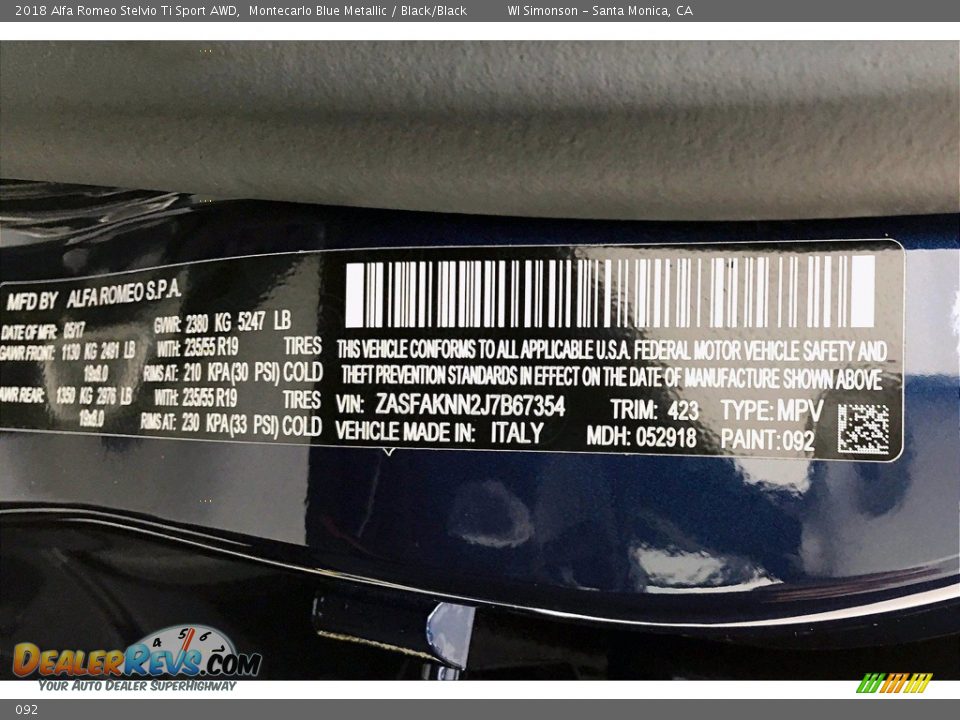 2018 Alfa Romeo Stelvio Ti Sport AWD,  Montecarlo Blue Metallic / Black/Black    WI Simonson - Santa Monica, CA
MFD BY ALFA ROMEO S.P.A.
DATE OF MFR: 05/17 GVWR: 2380 KG 5247 LB
GAWR FRONT: 1130 KG 2491 LB WITH: 235/55 R19 TIRES
19x8.0 RIMS AT: 210 KPA(30 PSI) COLD
AWR REAR: 1350 KG 2976 LB WITH: 235/55 R19 TIRES
19x8.0 RIMS AT: 230 KPA(33 PSI) COLD
THIS VEHICLE CONFORMS TO ALL APPLICABLE U.S.A. FEDERAL MOTOR VEHICLE SAFETY AND
THEFT PREVENTION STANDARDS IN EFFECT ON THE DATE OF MANUFACTURE SHOWN ABOVE
VIN: ZASFAKNN2J7B67354 TRIM: 423 TYPE: MPV
VEHICLE MADE IN: ITALY MDH: 052918 PAINT: 092
4 5 6
DEALERREVS.COM
YOUR AUTO DEALER SUPERHIGHWAY
092